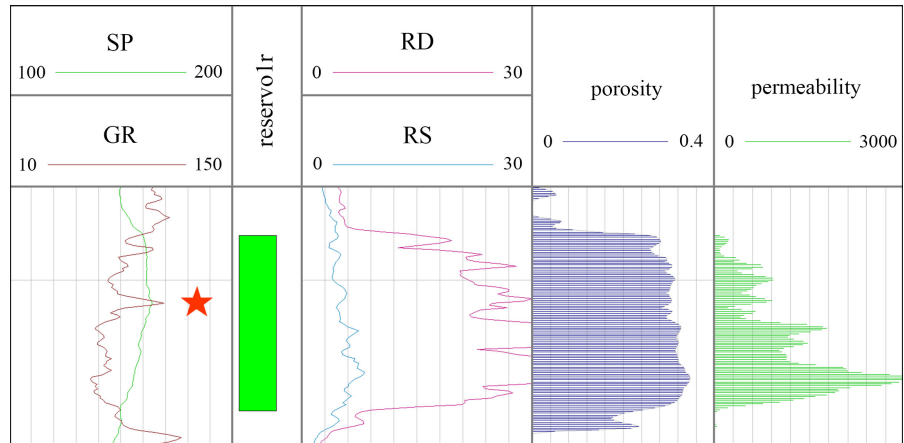 SP
100 200
GR
10 150
reservo1r
RD
0 30
RS
0 30
porosity
0 0.4
permeability
0 3000